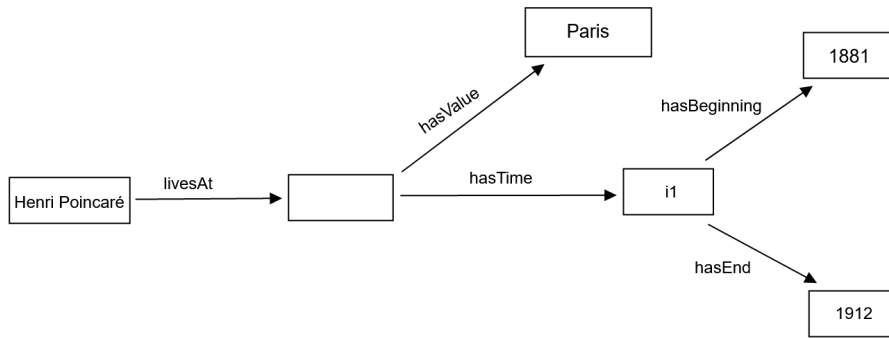 Paris
1881
hasValue
hasBeginning
livesAt
hasTime
Henri Poincaré
i1
hasEnd
1912